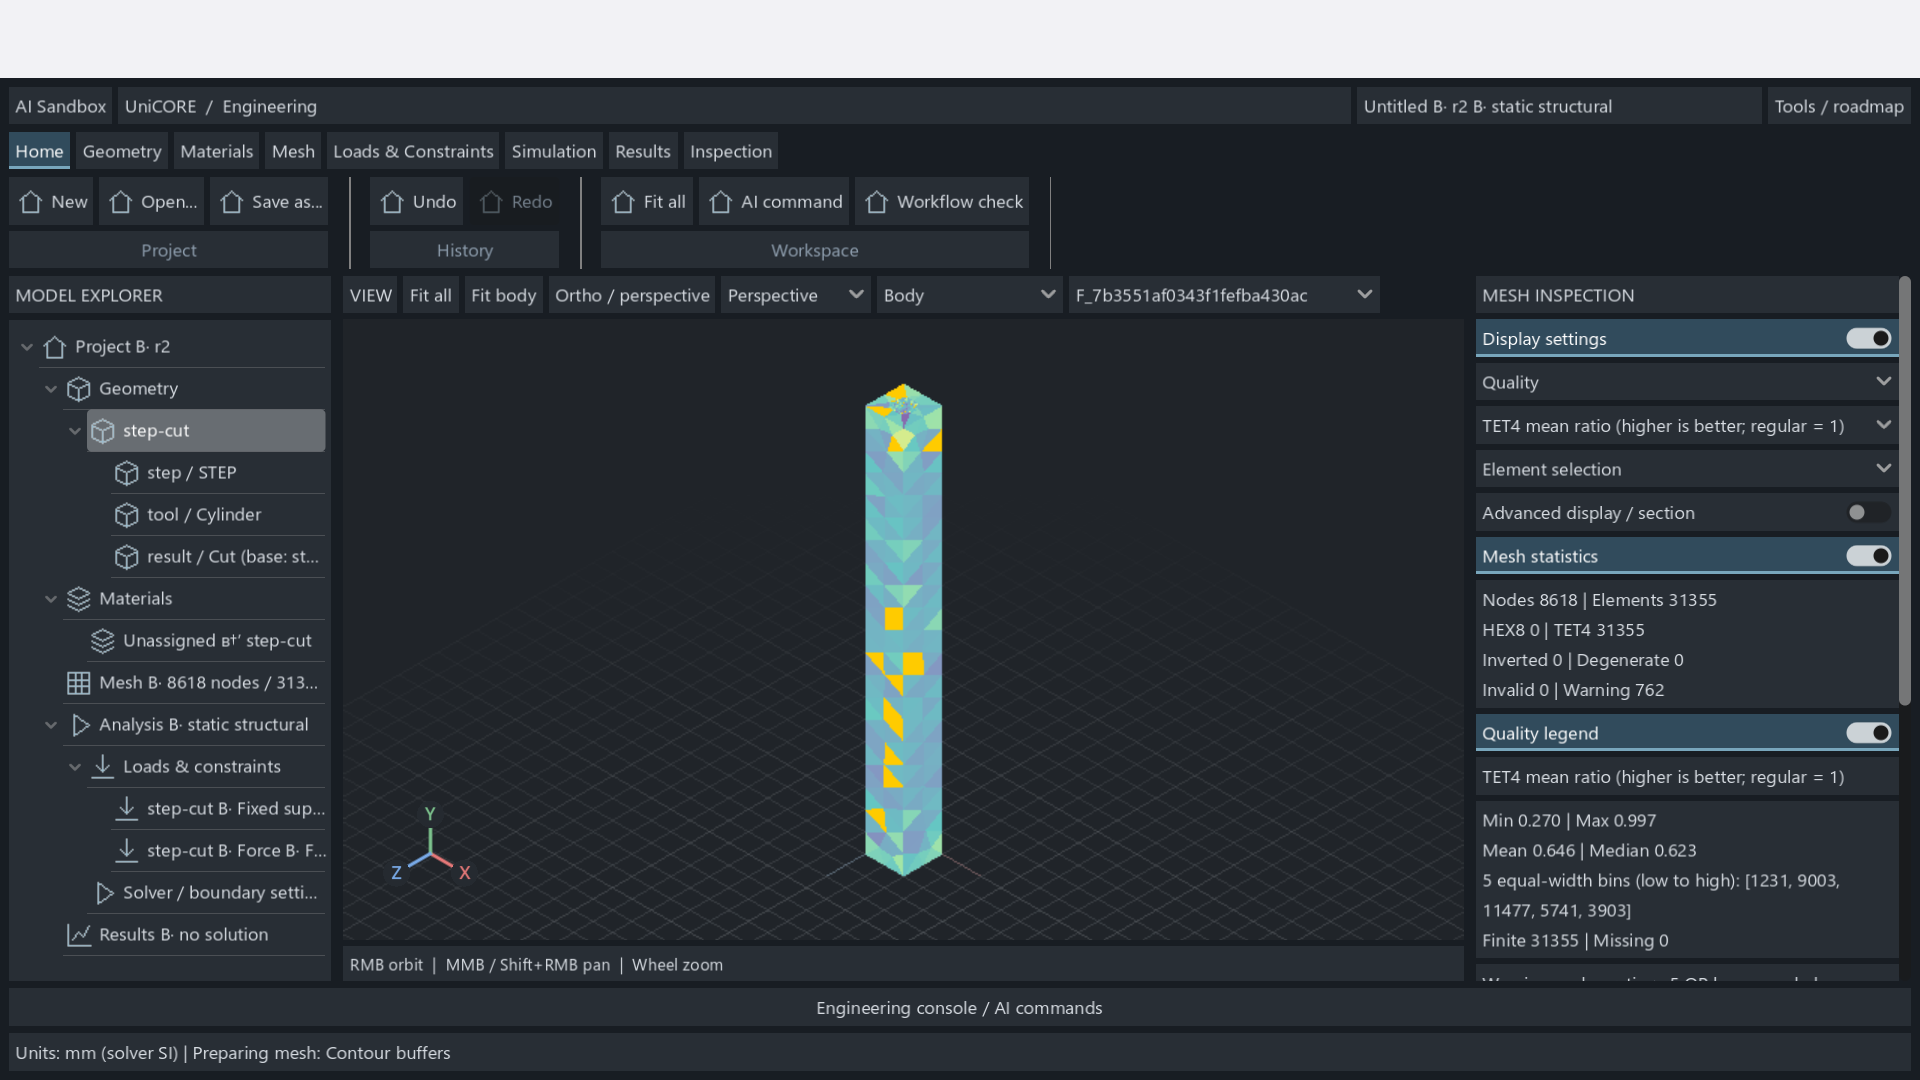 AI Sandbox
UniCORE / Engineering
Untitled В· r2 В· static structural
Tools / roadmap
Home
Geometry
Materials
Mesh
Loads & Constraints
Simulation
Results
Inspection
New
Open...
Save as...
Undo
Redo
Fit all
AI command
Workflow check
Project
History
Workspace
MODEL EXPLORER
Project В· r2
Geometry
step-cut
step / STEP
tool / Cylinder
result / Cut (base: st...
Materials
Unassigned в†’ step-cut
Mesh В· 8618 nodes / 313...
Analysis В· static structural
Loads & constraints
step-cut В· Fixed sup...
step-cut В· Force В· F...
Solver / boundary setti...
Results В· no solution
VIEW
Fit all
Fit body
Ortho / perspective
Perspective
Body
F_7b3551af0343f1fefba430ac
Y
Z
X
RMB orbit | MMB / Shift+RMB pan | Wheel zoom
MESH INSPECTION
Display settings
Quality
TET4 mean ratio (higher is better; regular = 1)
Element selection
Advanced display / section
Mesh statistics
Nodes 8618 | Elements 31355
HEX8 0 | TET4 31355
Inverted 0 | Degenerate 0
Invalid 0 | Warning 762
Quality legend
TET4 mean ratio (higher is better; regular = 1)
Min 0.270 | Max 0.997
Mean 0.646 | Median 0.623
5 equal-width bins (low to high): [1231, 9003,
11477, 5741, 3903]
Finite 31355 | Missing 0
Engineering console / AI commands
Units: mm (solver SI) | Preparing mesh: Contour buffers